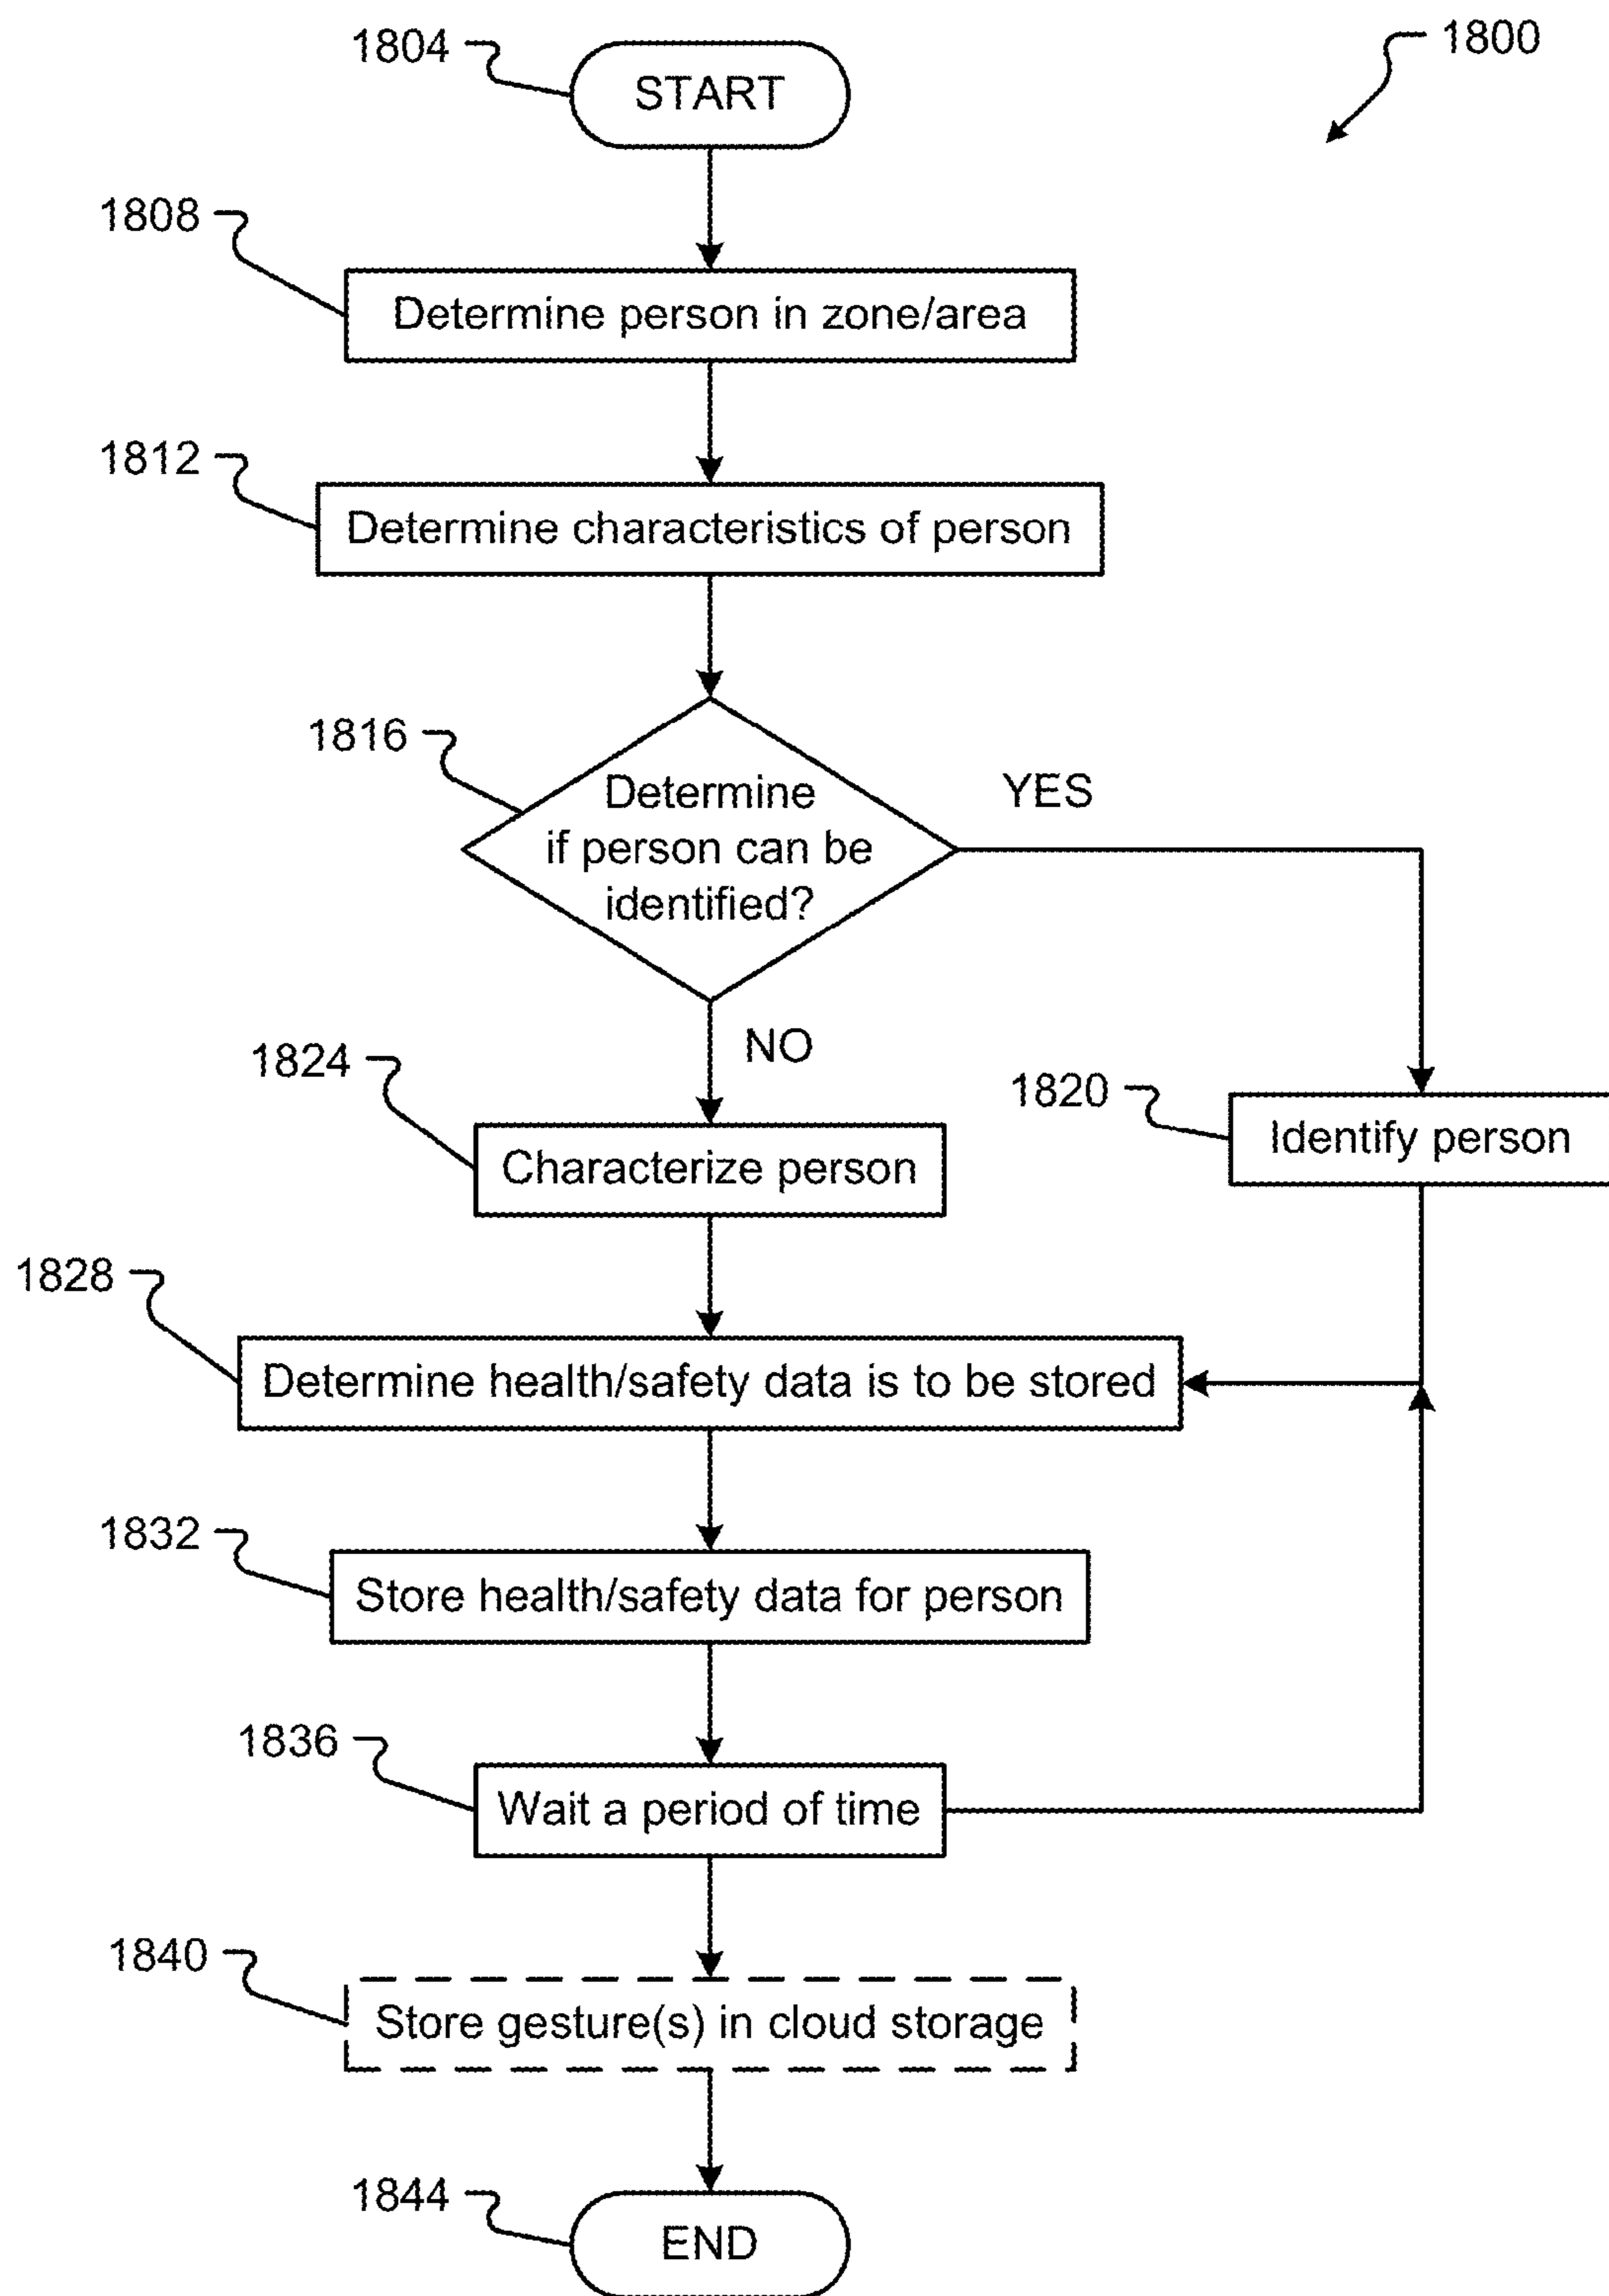 1804
START
1800
1808
Determine person in zone/area
1812
Determine characteristics of person
1816
Determine
if person can be
identified?
YES
NO
1824
Characterize person
1820
Identify person
1828
Determine health/safety data is to be stored
1832
Store health/safety data for person
1836
Wait a period of time
1840
Store gesture(s) in cloud storage
1844
END